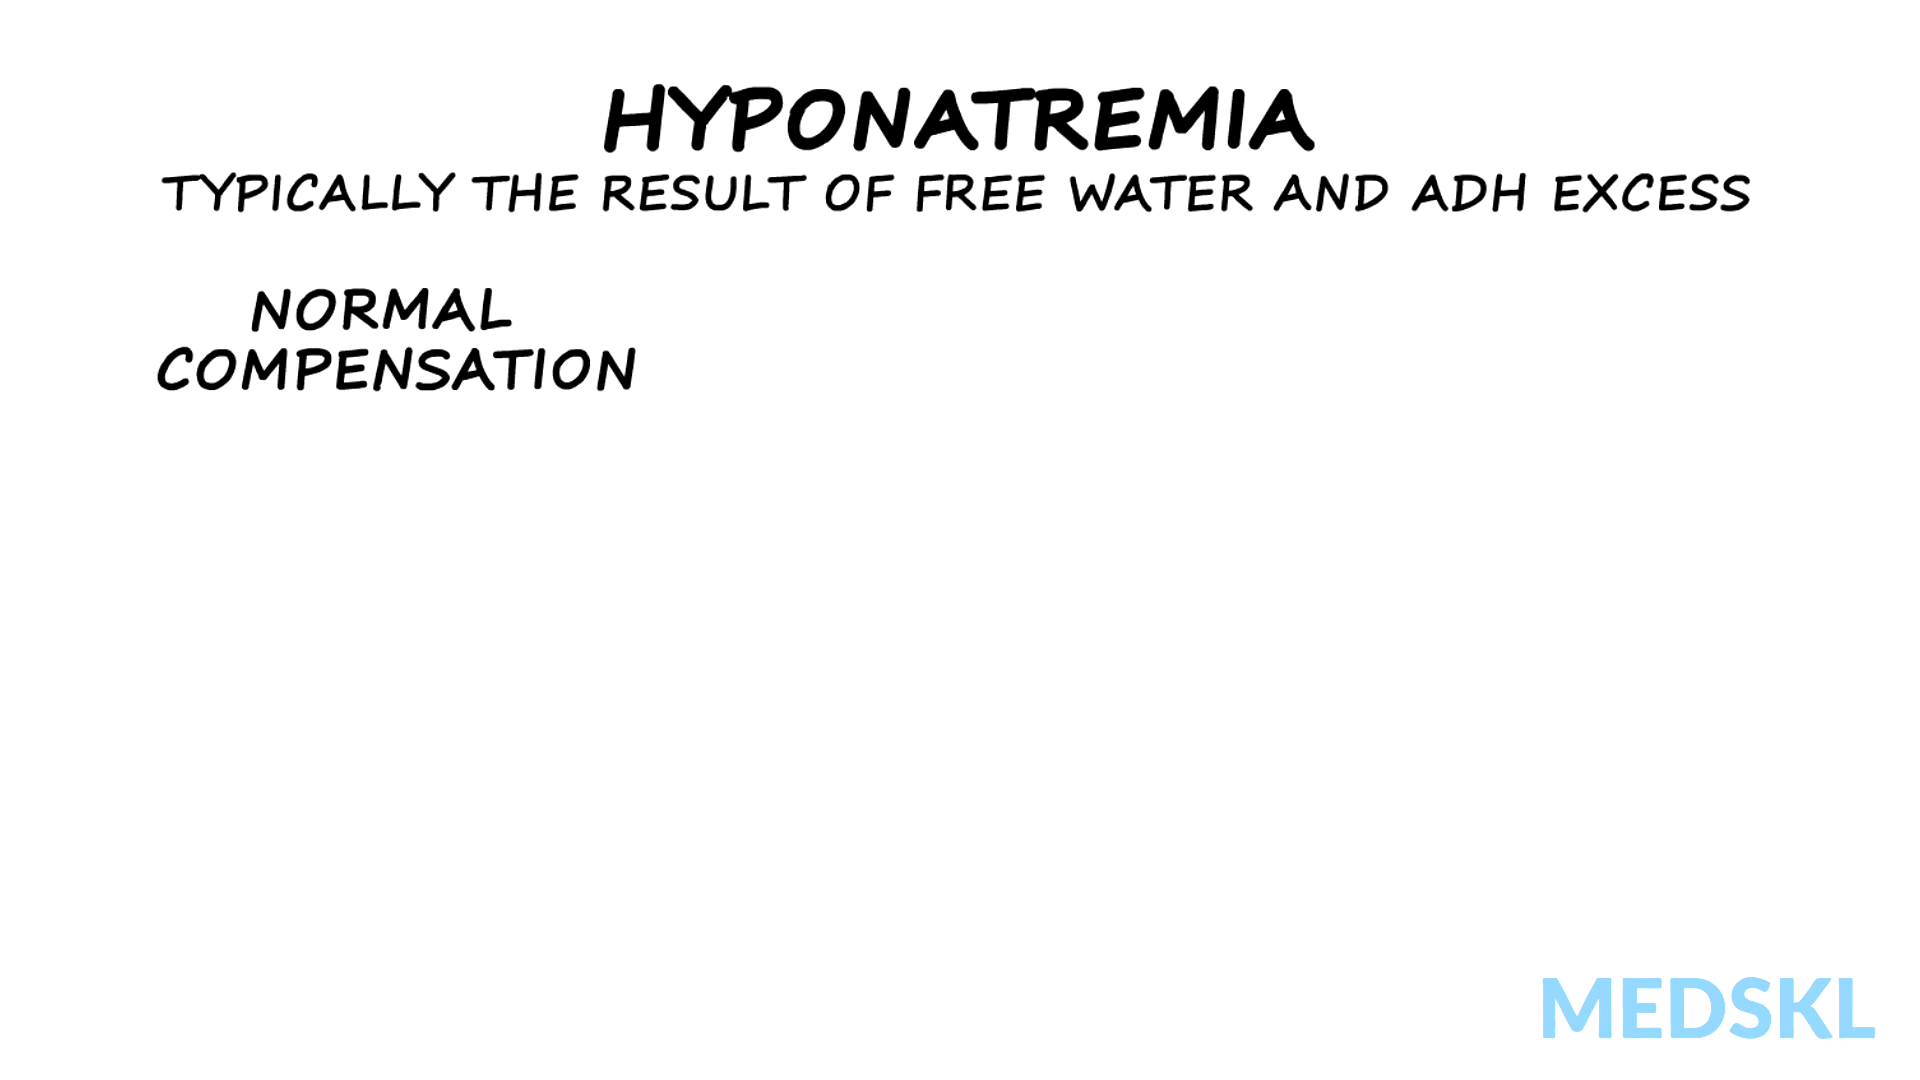 HYPONATREMIA
TYPICALLY THE RESULT OF FREE WATER AND ADH EXCESS
NORMAL
COMPENSATION
MEDSKL